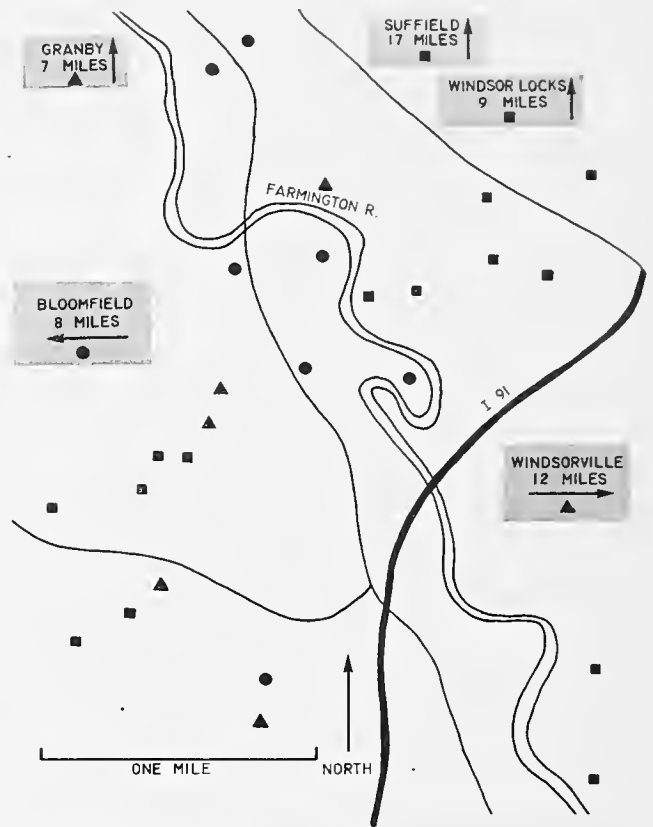 GRANBY
7 MILES
SUFFIELD
17 MILES
WINDSOR LOCKS
9 MILES
FARMINGTON R.
BLOOMFIELD
8 MILES
I 91
WINDSORVILLE
12 MILES
ONE MILE
NORTH